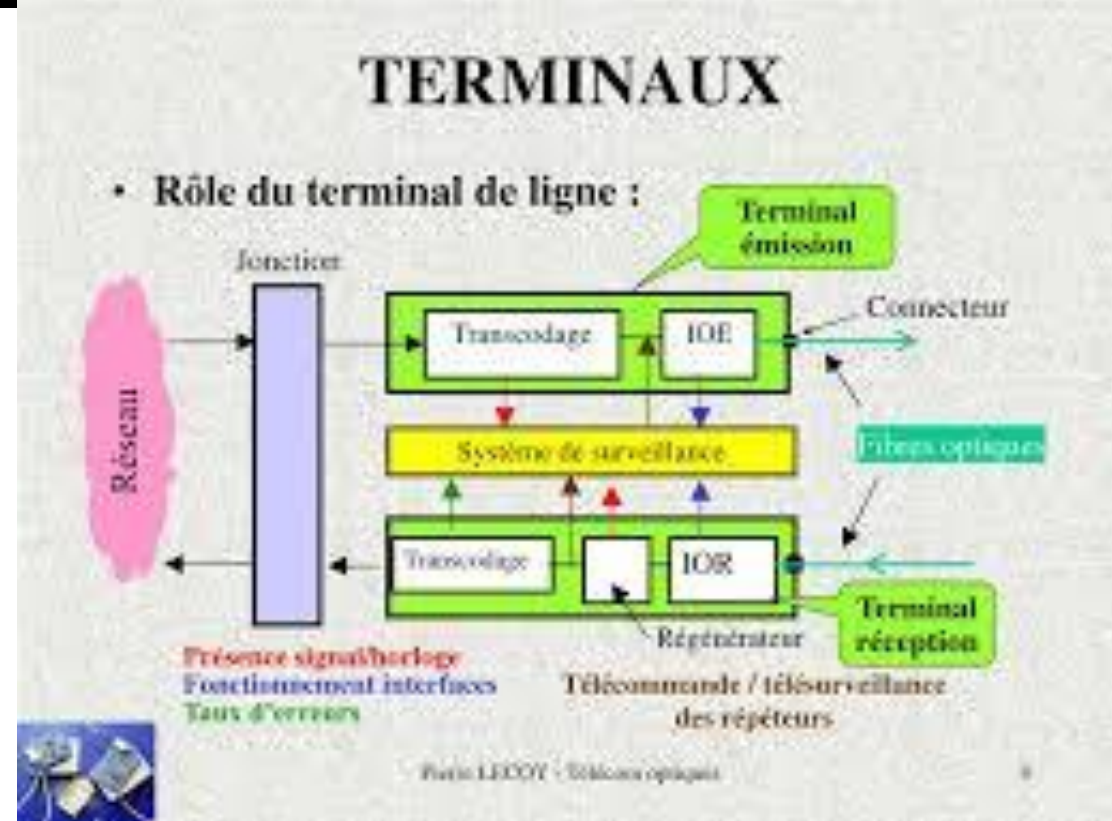 TERMINAUX
• Rôle du terminal de ligne :
Terminal
émission
Jonction
Connecteur
Transcodage
IOE
Réseau
Système de surveillance
Fibres optiques
Transcodage
IOR
Terminal
réception
Régénérateur
Présence signal/horloge
Fonctionnement interfaces
Taux d'erreurs
Télécommande / télésurveillance
des répéteurs
Pierre LECOY - Télécom optiques